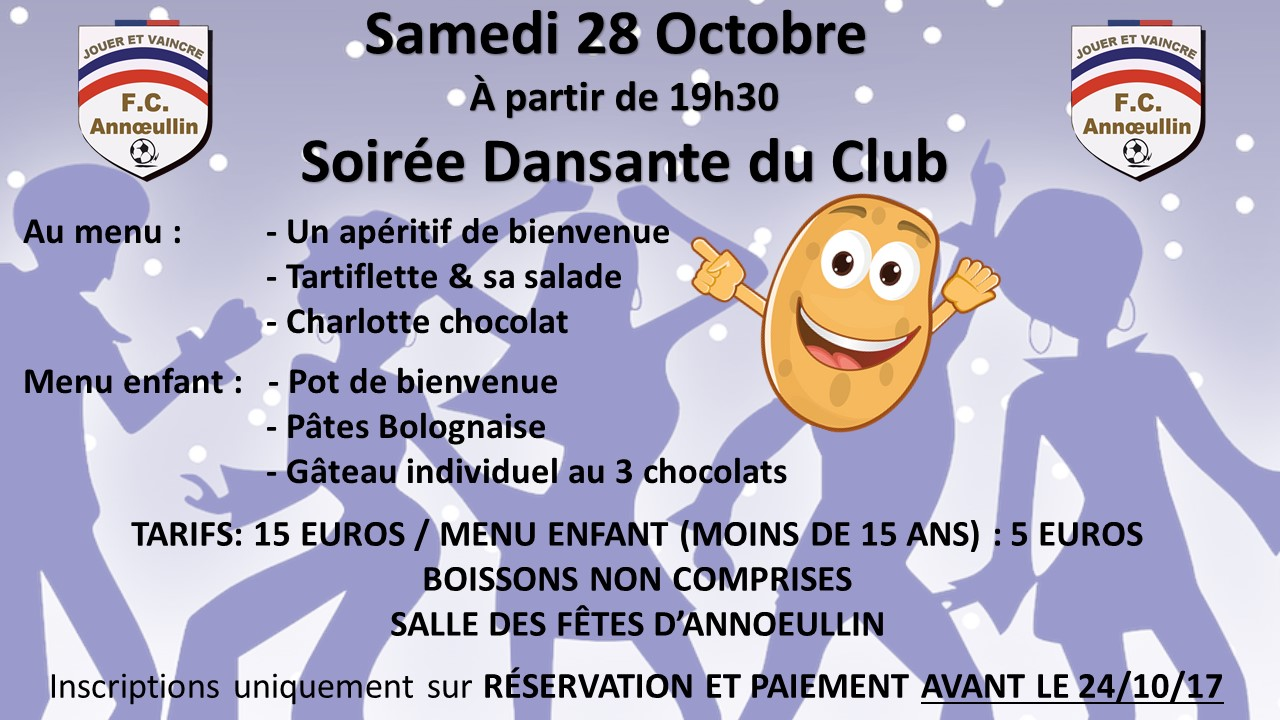 Samedi 28 Octobre
À partir de 19h30
Soirée Dansante du Club
JOUER ET VAINCRE
F.C.
Annœullin
JOUER ET VAINCRE
F.C.
Annœullin
Au menu : - Un apéritif de bienvenue
- Tartiflette & sa salade
- Charlotte chocolat
Menu enfant : - Pot de bienvenue
- Pâtes Bolognaise
- Gâteau individuel au 3 chocolats
TARIFS: 15 EUROS / MENU ENFANT (MOINS DE 15 ANS) : 5 EUROS
BOISSONS NON COMPRISES
SALLE DES FÊTES D’ANNOEULLIN
Inscriptions uniquement sur RÉSERVATION ET PAIEMENT AVANT LE 24/10/17